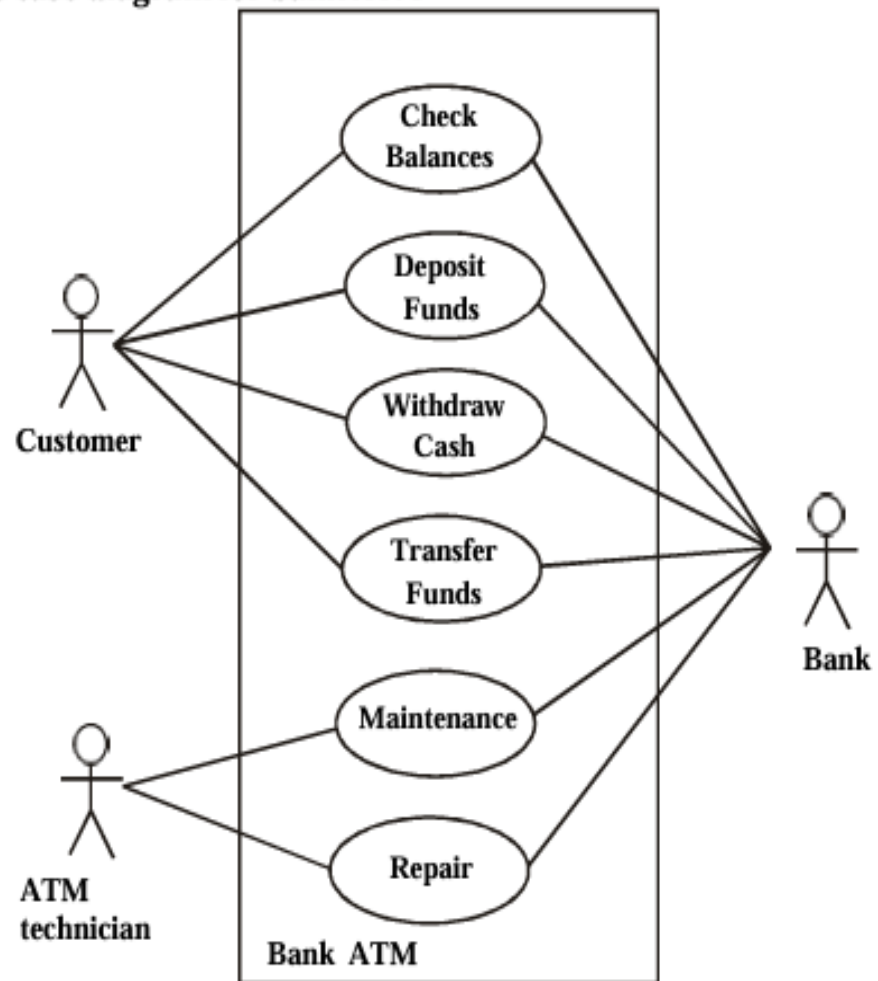 Check
Balances
Deposit
Funds
Withdraw
Cash
Customer
Transfer
Funds
Bank
Maintenance
Repair
ATM
technician
Bank ATM